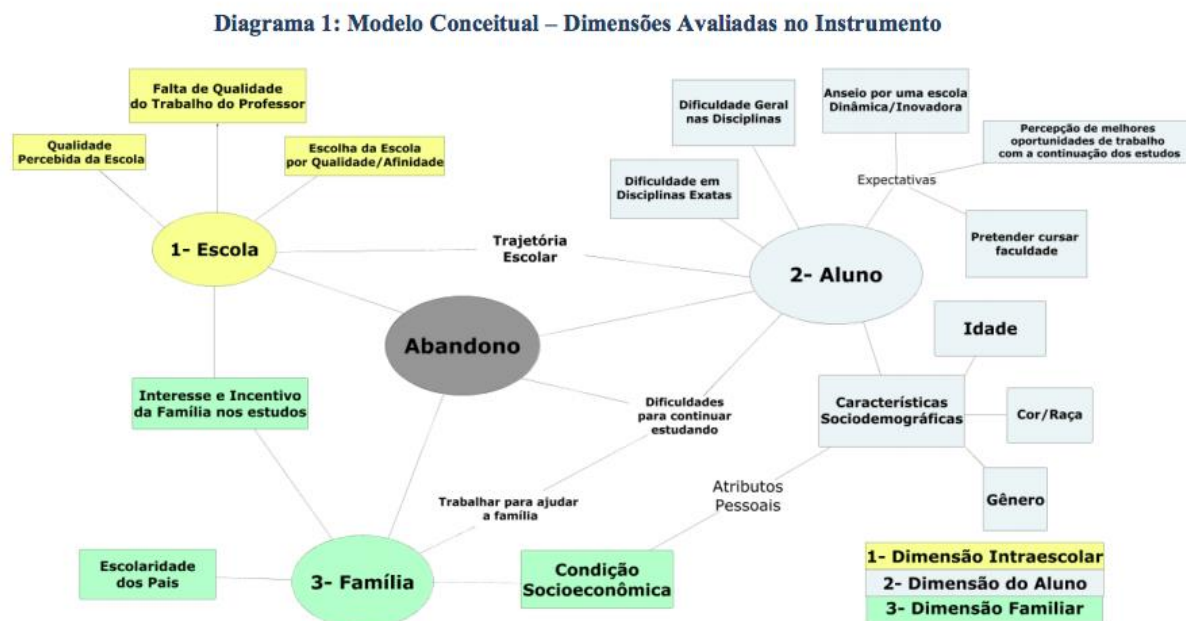 Diagrama 1: Modelo Conceitual – Dimensões Avaliadas no Instrumento
Falta de Qualidade
do Trabalho do Professor
Qualidade
Percebida da Escola
Escolha da Escola
por Qualidade/Afinidade
1- Escola
Trajetória
Escolar
Dificuldade Geral
nas Disciplinas
Anseio por uma escola
Dinâmica/Inovadora
Percepção de melhores
oportunidades de trabalho
com a continuação dos estudos
Expectativas
Dificuldade em
Disciplinas Exatas
Pretender cursar
faculdade
2- Aluno
Abandono
Idade
Interesse e Incentivo
da Família nos estudos
Dificuldades
para continuar
estudando
Características
Sociodemográficas
Cor/Raça
Gênero
Atributos
Pessoais
Trabalhar para ajudar
a família
Escolaridade
dos Pais
3- Família
Condição
Socioeconômica
1- Dimensão Intraescolar
2- Dimensão do Aluno
3- Dimensão Familiar